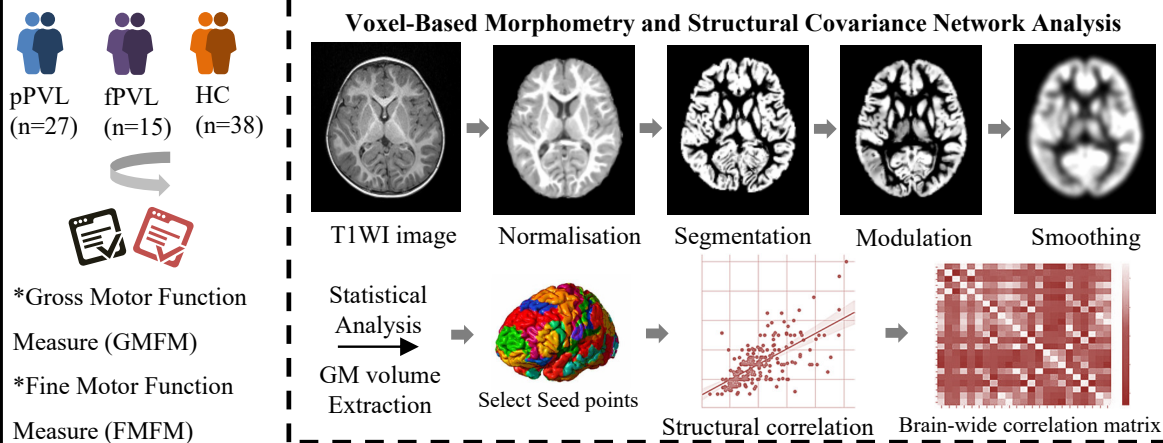 Voxel-Based Morphometry and Structural Covariance Network Analysis
pPVL fPVL HC
(n=27) (n=15) (n=38)
*Gross Motor Function
Measure (GMFM)
*Fine Motor Function
Measure (FMFM)
T1WI image Normalisation Segmentation Modulation Smoothing
Statistical
Analysis
GM volume
Extraction
Select Seed points
Structural correlation
Brain-wide correlation matrix